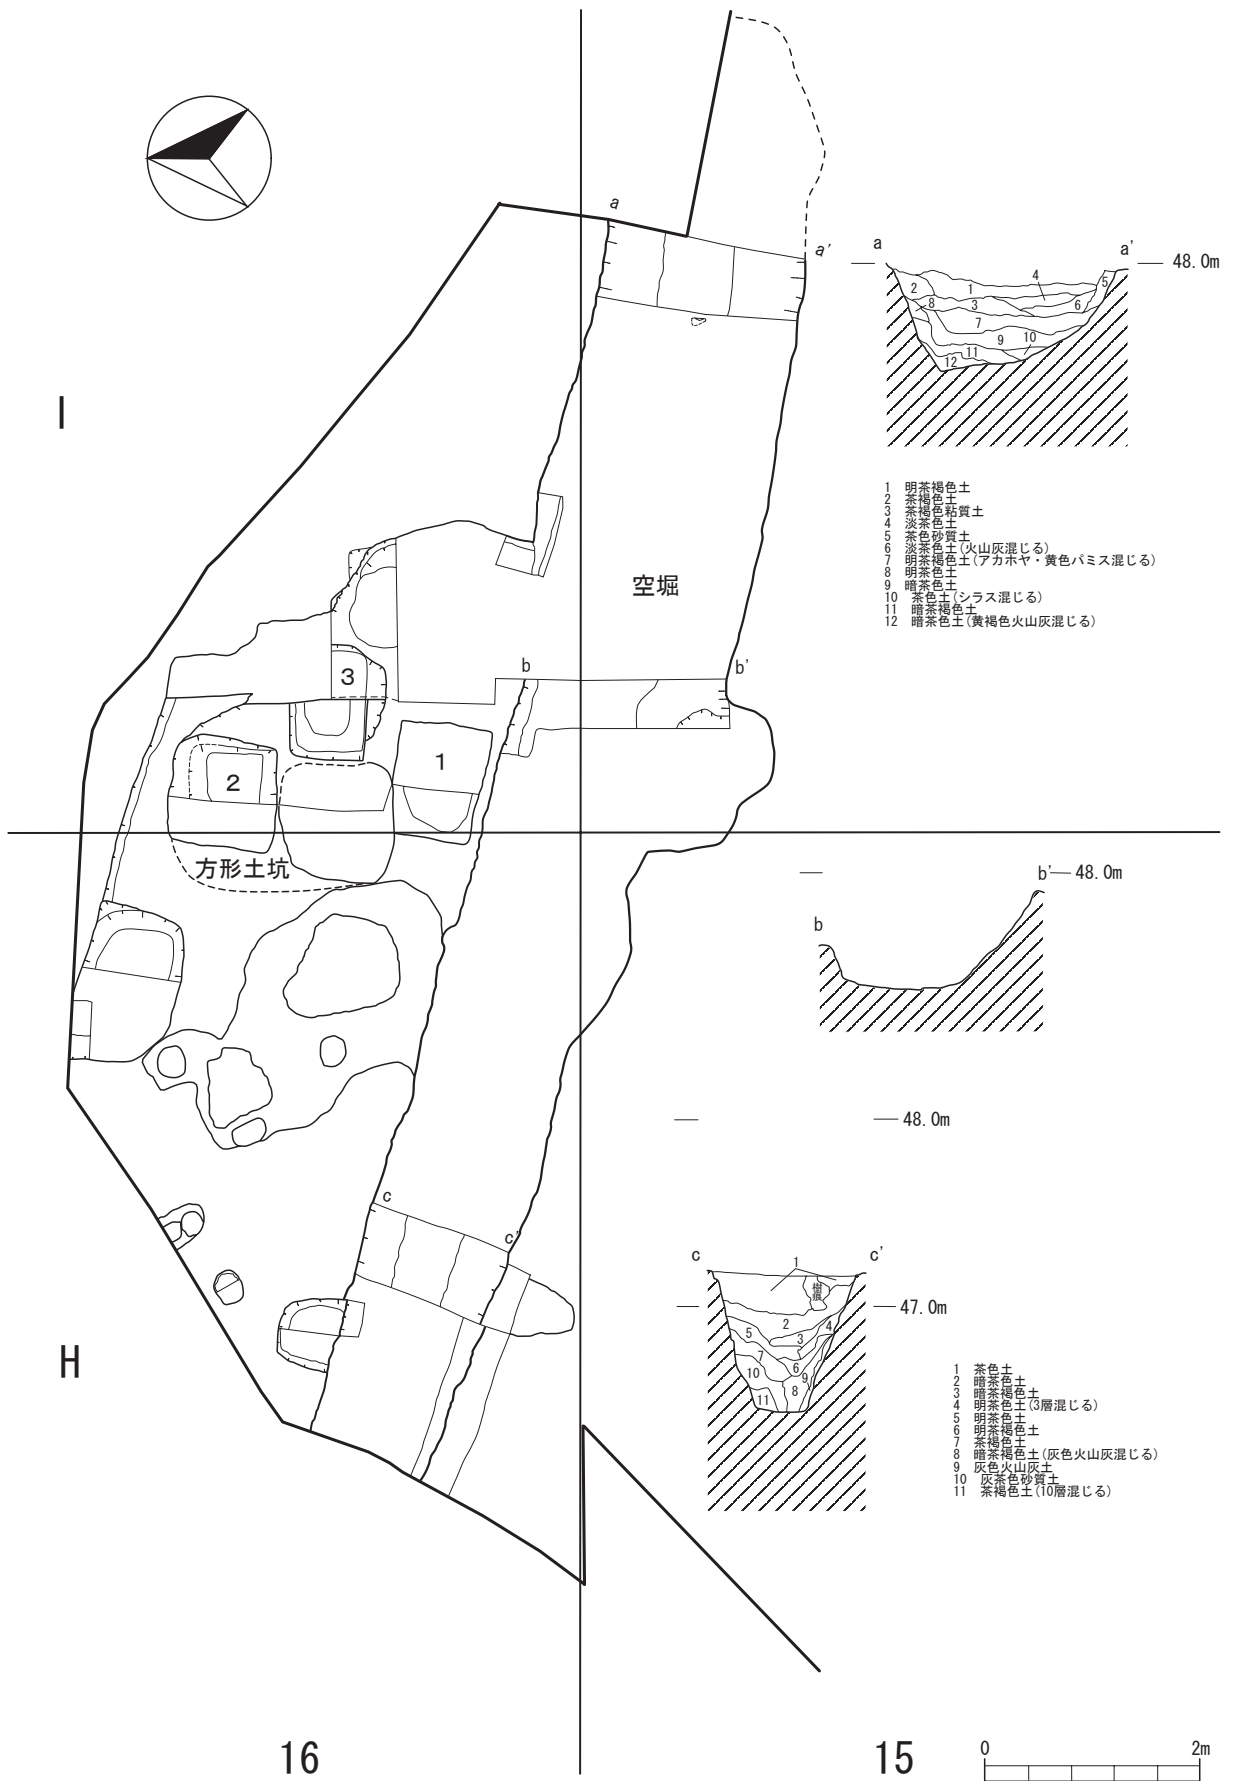 a
a'
a
a'
48.0m
1
2
3
4
5
6
7
8
9
10
11
12
I
1 明茶褐色土
2 茶褐色土
3 茶褐色粘質土
4 淡茶色土
5 茶色砂質土
6 淡茶色土(火山灰混じる)
7 明茶褐色土(アカホヤ・黄色パミス混じる)
8 明茶色土
9 暗茶色土
10 茶色土(シラス混じる)
11 暗茶褐色土
12 暗茶色土(黄褐色火山灰混じる)
空堀
b
b'
3
1
2
方形土坑
b
b'
48.0m
48.0m
c
c'
c
c'
47.0m
1
樹痕
2
3
4
5
6
7
8
9
10
11
H
1 茶色土
2 暗茶色土
3 暗茶褐色土
4 明茶色土(3層混じる)
5 明茶色土
6 明茶褐色土
7 茶褐色土
8 暗茶褐色土(灰色火山灰混じる)
9 灰色火山灰土
10 灰茶色砂質土
11 茶褐色土(10層混じる)
16
15
0
2m